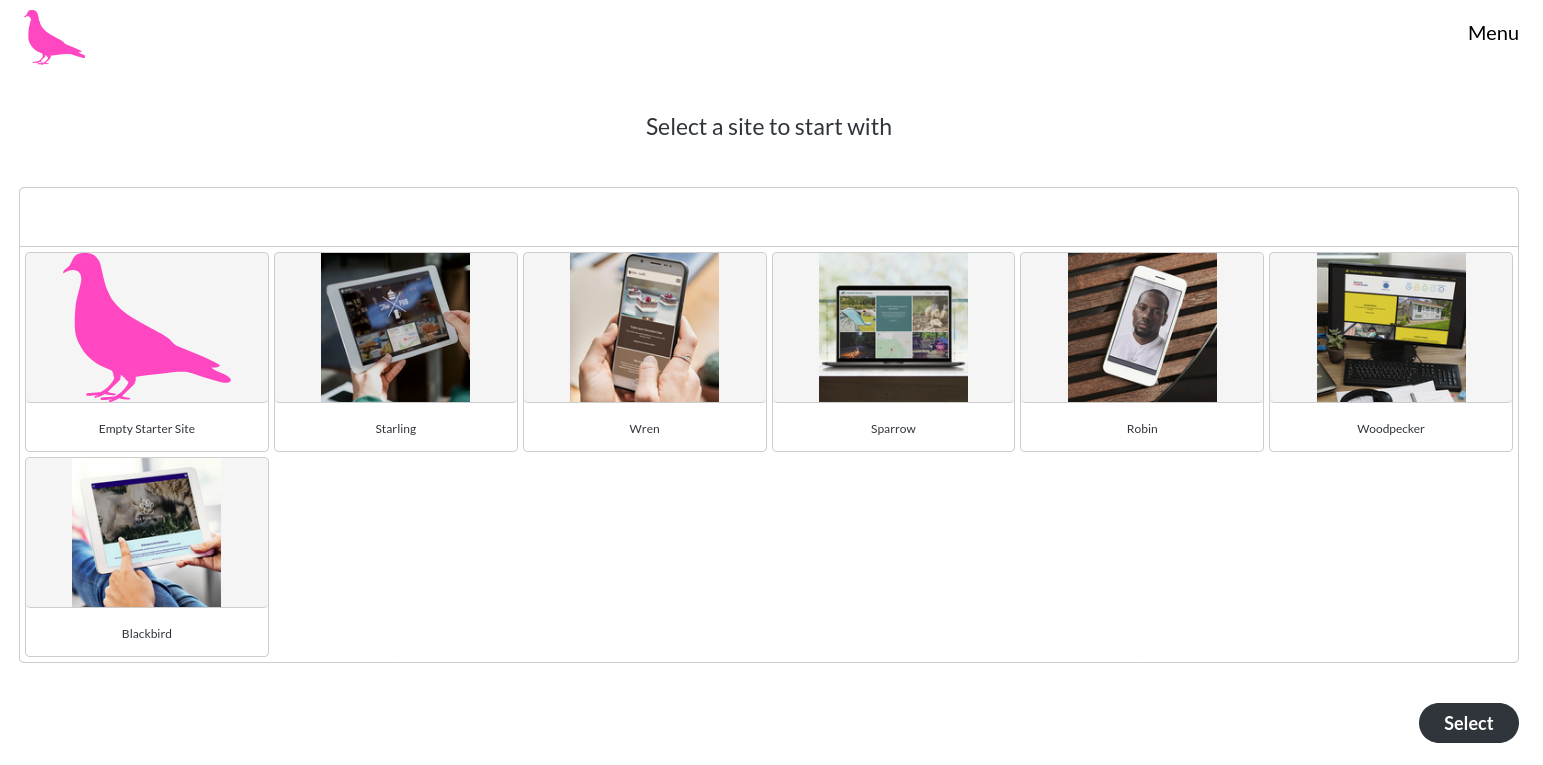 Menu
Select a site to start with
Empty Starter Site
Starling
Wren
Sparrow
Robin
Woodpecker
Blackbird
Select